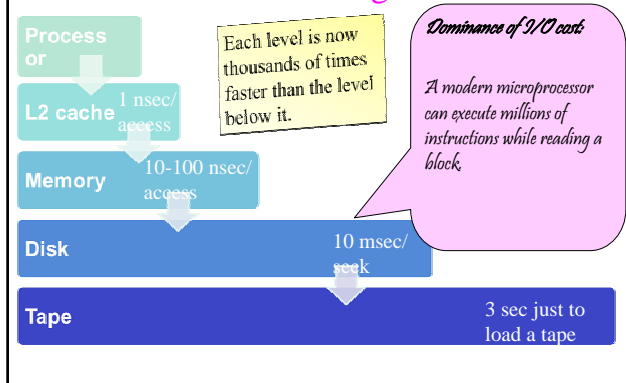 Process
or
L2 cache
1 nsec/
access
Memory
10-100 nsec/
access
Disk
10 msec/
seek
Tape
3 sec just to
load a tape
Each level is now
thousands of times
faster than the level
below it.
Dominance of I/O cost:
A modern microprocessor
can execute millions of
instructions while reading a
block.